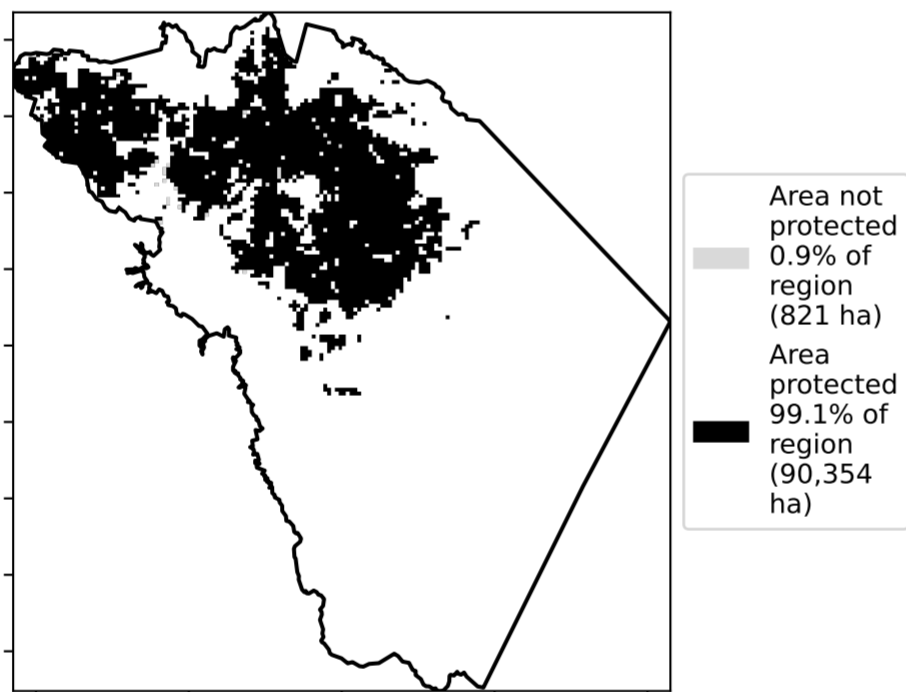 Area not
protected
0.9% of
region
(821 ha)
Area
protected
99.1% of
region
(90,354
ha)